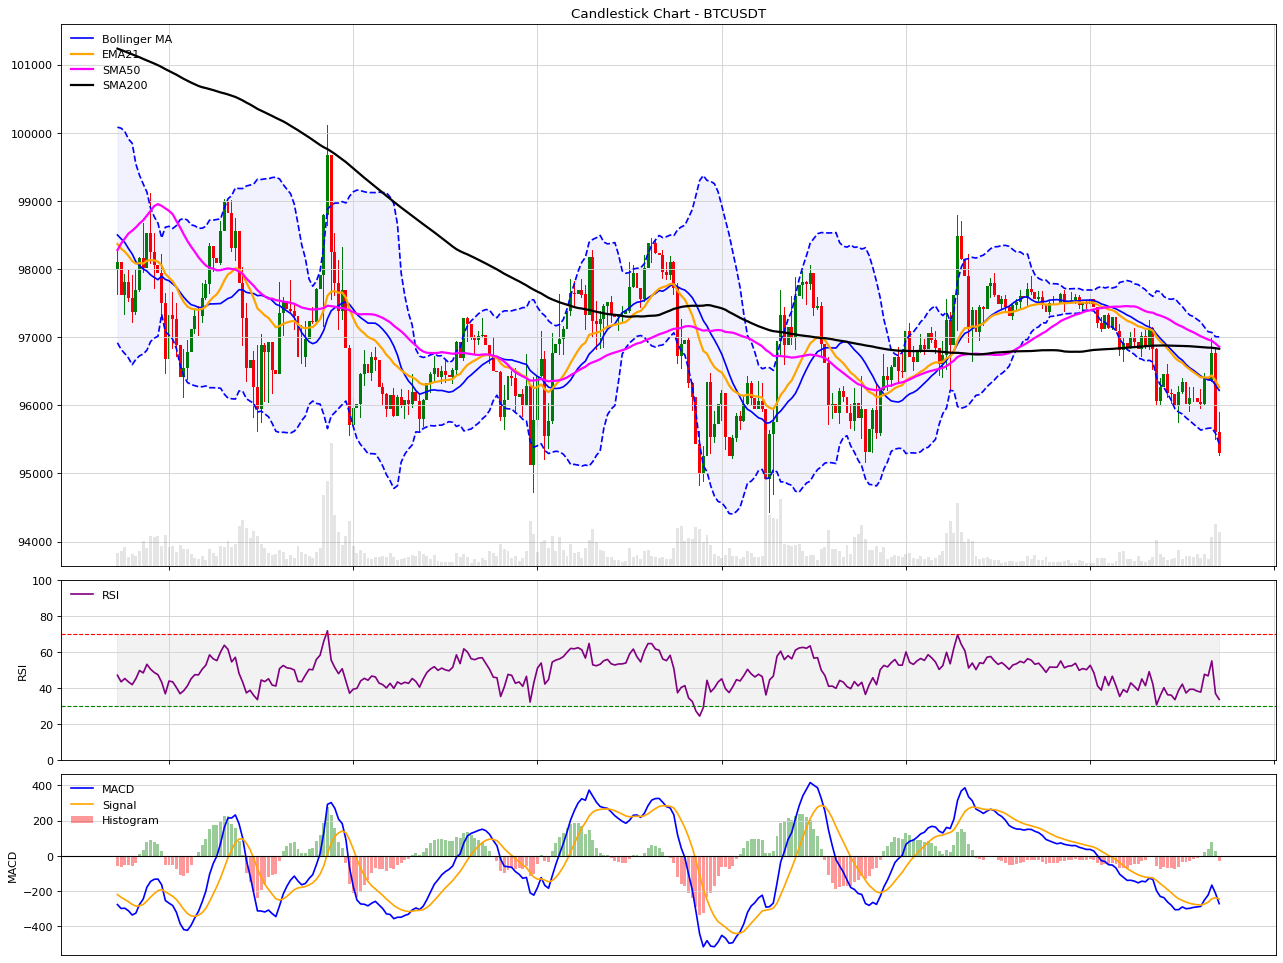 Candlestick Chart - BTCUSDT
Bollinger MA
EMA21
SMA50
SMA200
101000
100000
99000
98000
97000
96000
95000
94000
RSI
RSI
100
80
60
40
20
0
MACD
Signal
Histogram
MACD
400
200
0
−200
−400